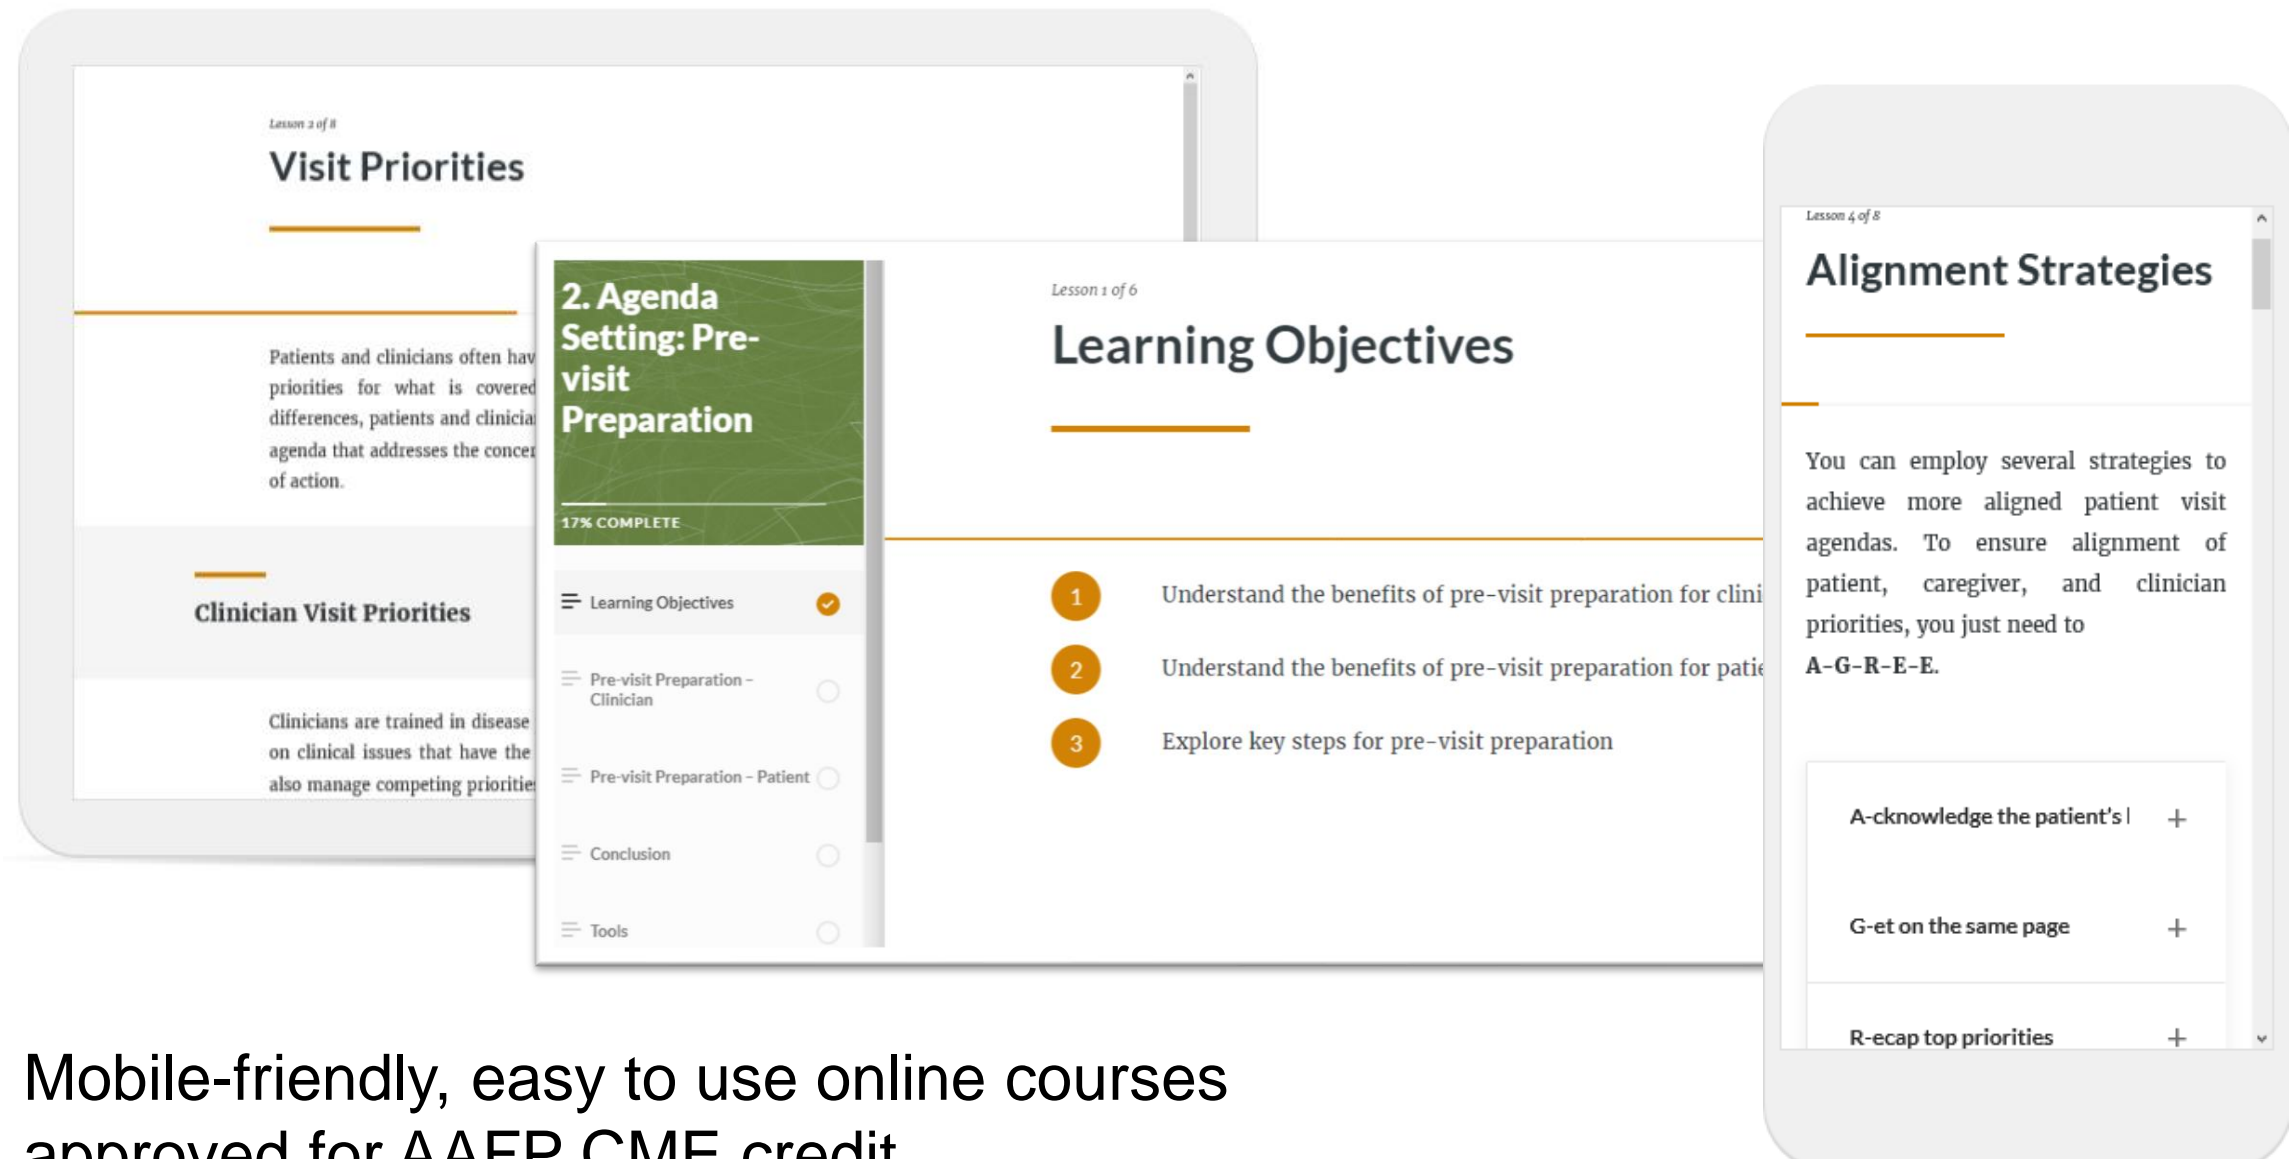 Lesson 2 of 8
Visit Priorities
Patients and clinicians often hav
priorities for what is covered
differences, patients and clinicia
agenda that addresses the concer
of action.
Clinician Visit Priorities
Clinicians are trained in disease
on clinical issues that have the
also manage competing priorities
2. Agenda
Setting: Pre-
visit
Preparation
17% COMPLETE
Learning Objectives
Pre-visit Preparation –
Clinician
Pre-visit Preparation – Patient
Conclusion
Tools
Lesson 1 of 6
Learning Objectives
1 Understand the benefits of pre-visit preparation for clini
2 Understand the benefits of pre-visit preparation for patie
3 Explore key steps for pre-visit preparation
Lesson 4 of 8
Alignment Strategies
You can employ several strategies to
achieve more aligned patient visit
agendas. To ensure alignment of
patient, caregiver, and clinician
priorities, you just need to
A-G-R-E-E.
A-cknowledge the patient's
G-et on the same page
R-ecap top priorities
Mobile-friendly, easy to use online courses
approved for AAFP CME credit